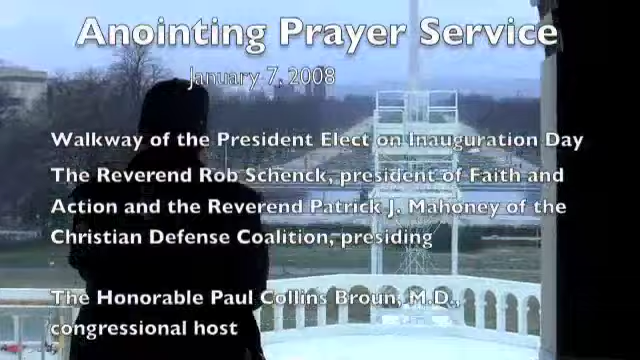 Anointing Prayer Service
January 7, 2008
Walkway of the President Elect on Inauguration Day
The Reverend Rob Schenck, president of Faith and
Action and the Reverend Patrick J. Mahoney of the
Christian Defense Coalition, presiding
The Honorable Paul Collins Broun, M.D.,
congressional host